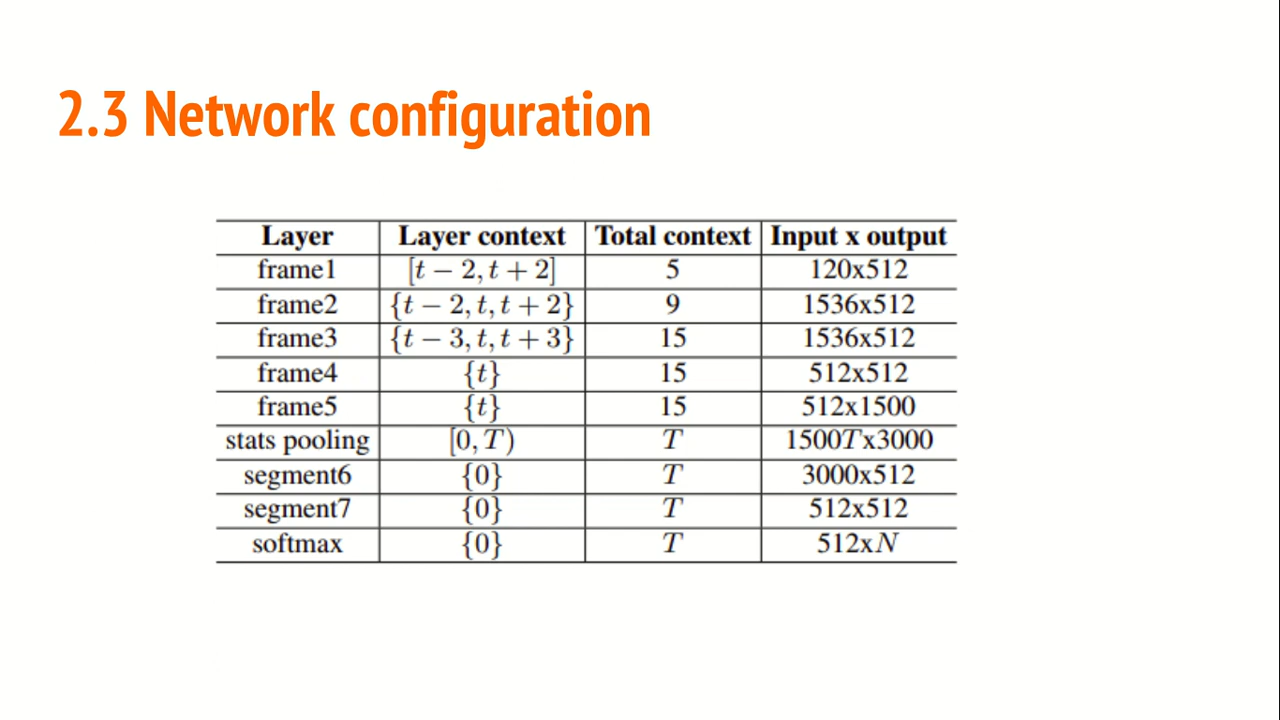 2.3 Network configuration
Layer Layer context Total context Input x output
frame1 [t − 2, t + 2] 5 120x512
frame2 {t − 2, t, t + 2} 9 1536x512
frame3 {t − 3, t, t + 3} 15 1536x512
frame4 {t} 15 512x512
frame5 {t} 15 512x1500
stats pooling [0, T) T 1500Tx3000
segment6 {0} T 3000x512
segment7 {0} T 512x512
softmax {0} T 512xN